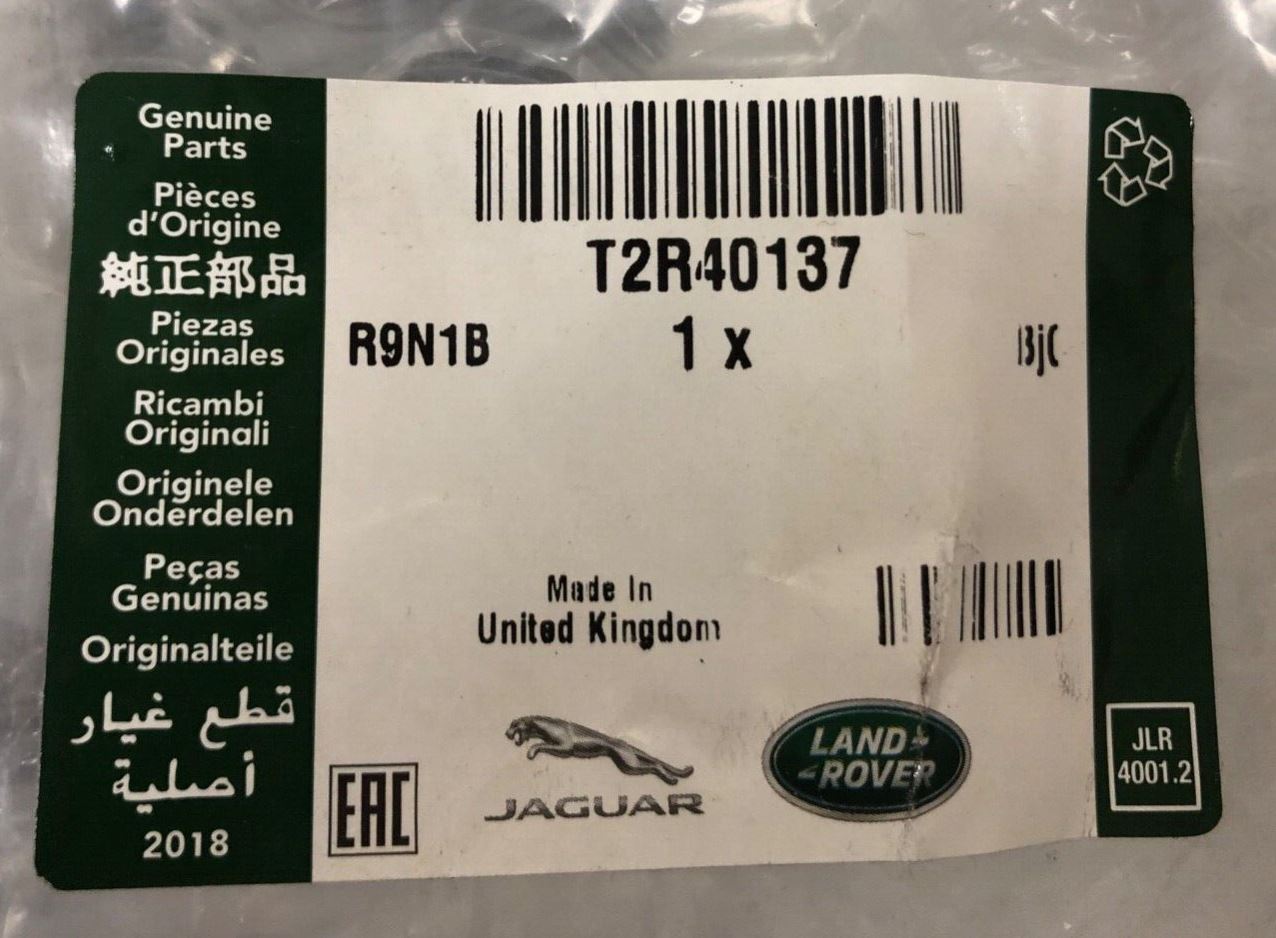 Genuine
Parts
Pièces
d'Origine
純正部品
Piezas
Originales
Ricambi
Originali
Originele
Onderdelen
Peças
Genuinas
Originalteile
قطع غيار
أصلية
2018
T2R40137
R9N1B 1 x
Made In
United Kingdom
EAC
JAGUAR
LAND
ROVER
JLR
4001.2